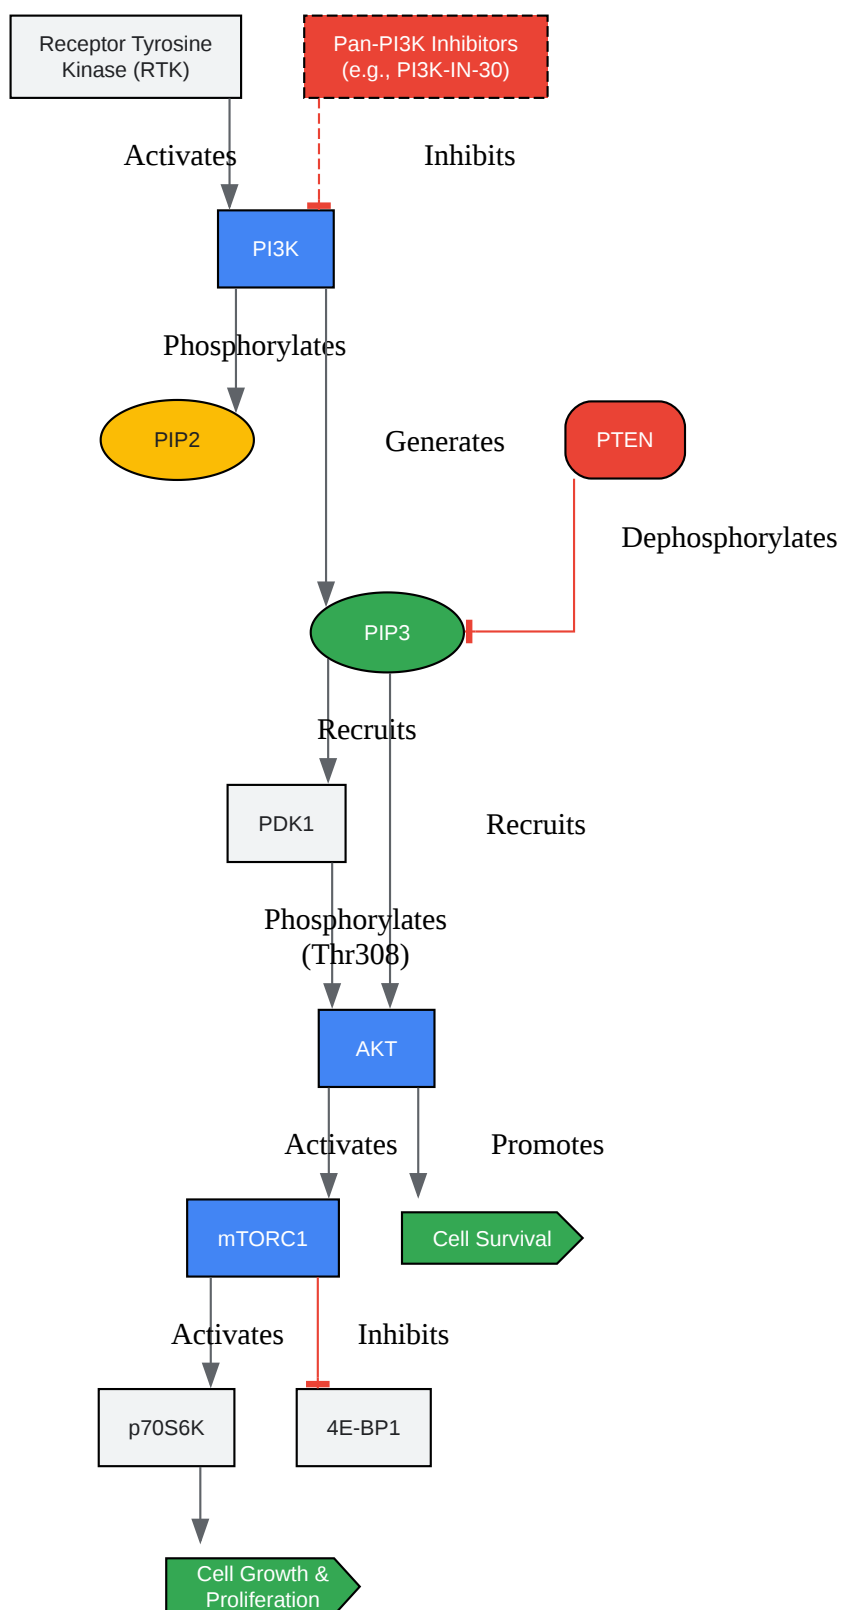 Receptor Tyrosine
Kinase (RTK)
Pan-PI3K Inhibitors
(e.g., PI3K-IN-30)
Activates
Inhibits
PI3K
Phosphorylates
PIP2
Generates
PTEN
Dephosphorylates
PIP3
Recruits
PDK1
Recruits
Phosphorylates
(Thr308)
AKT
Activates
Promotes
mTORC1
Cell Survival
Activates
Inhibits
p70S6K
4E-BP1
Cell Growth &
Proliferation